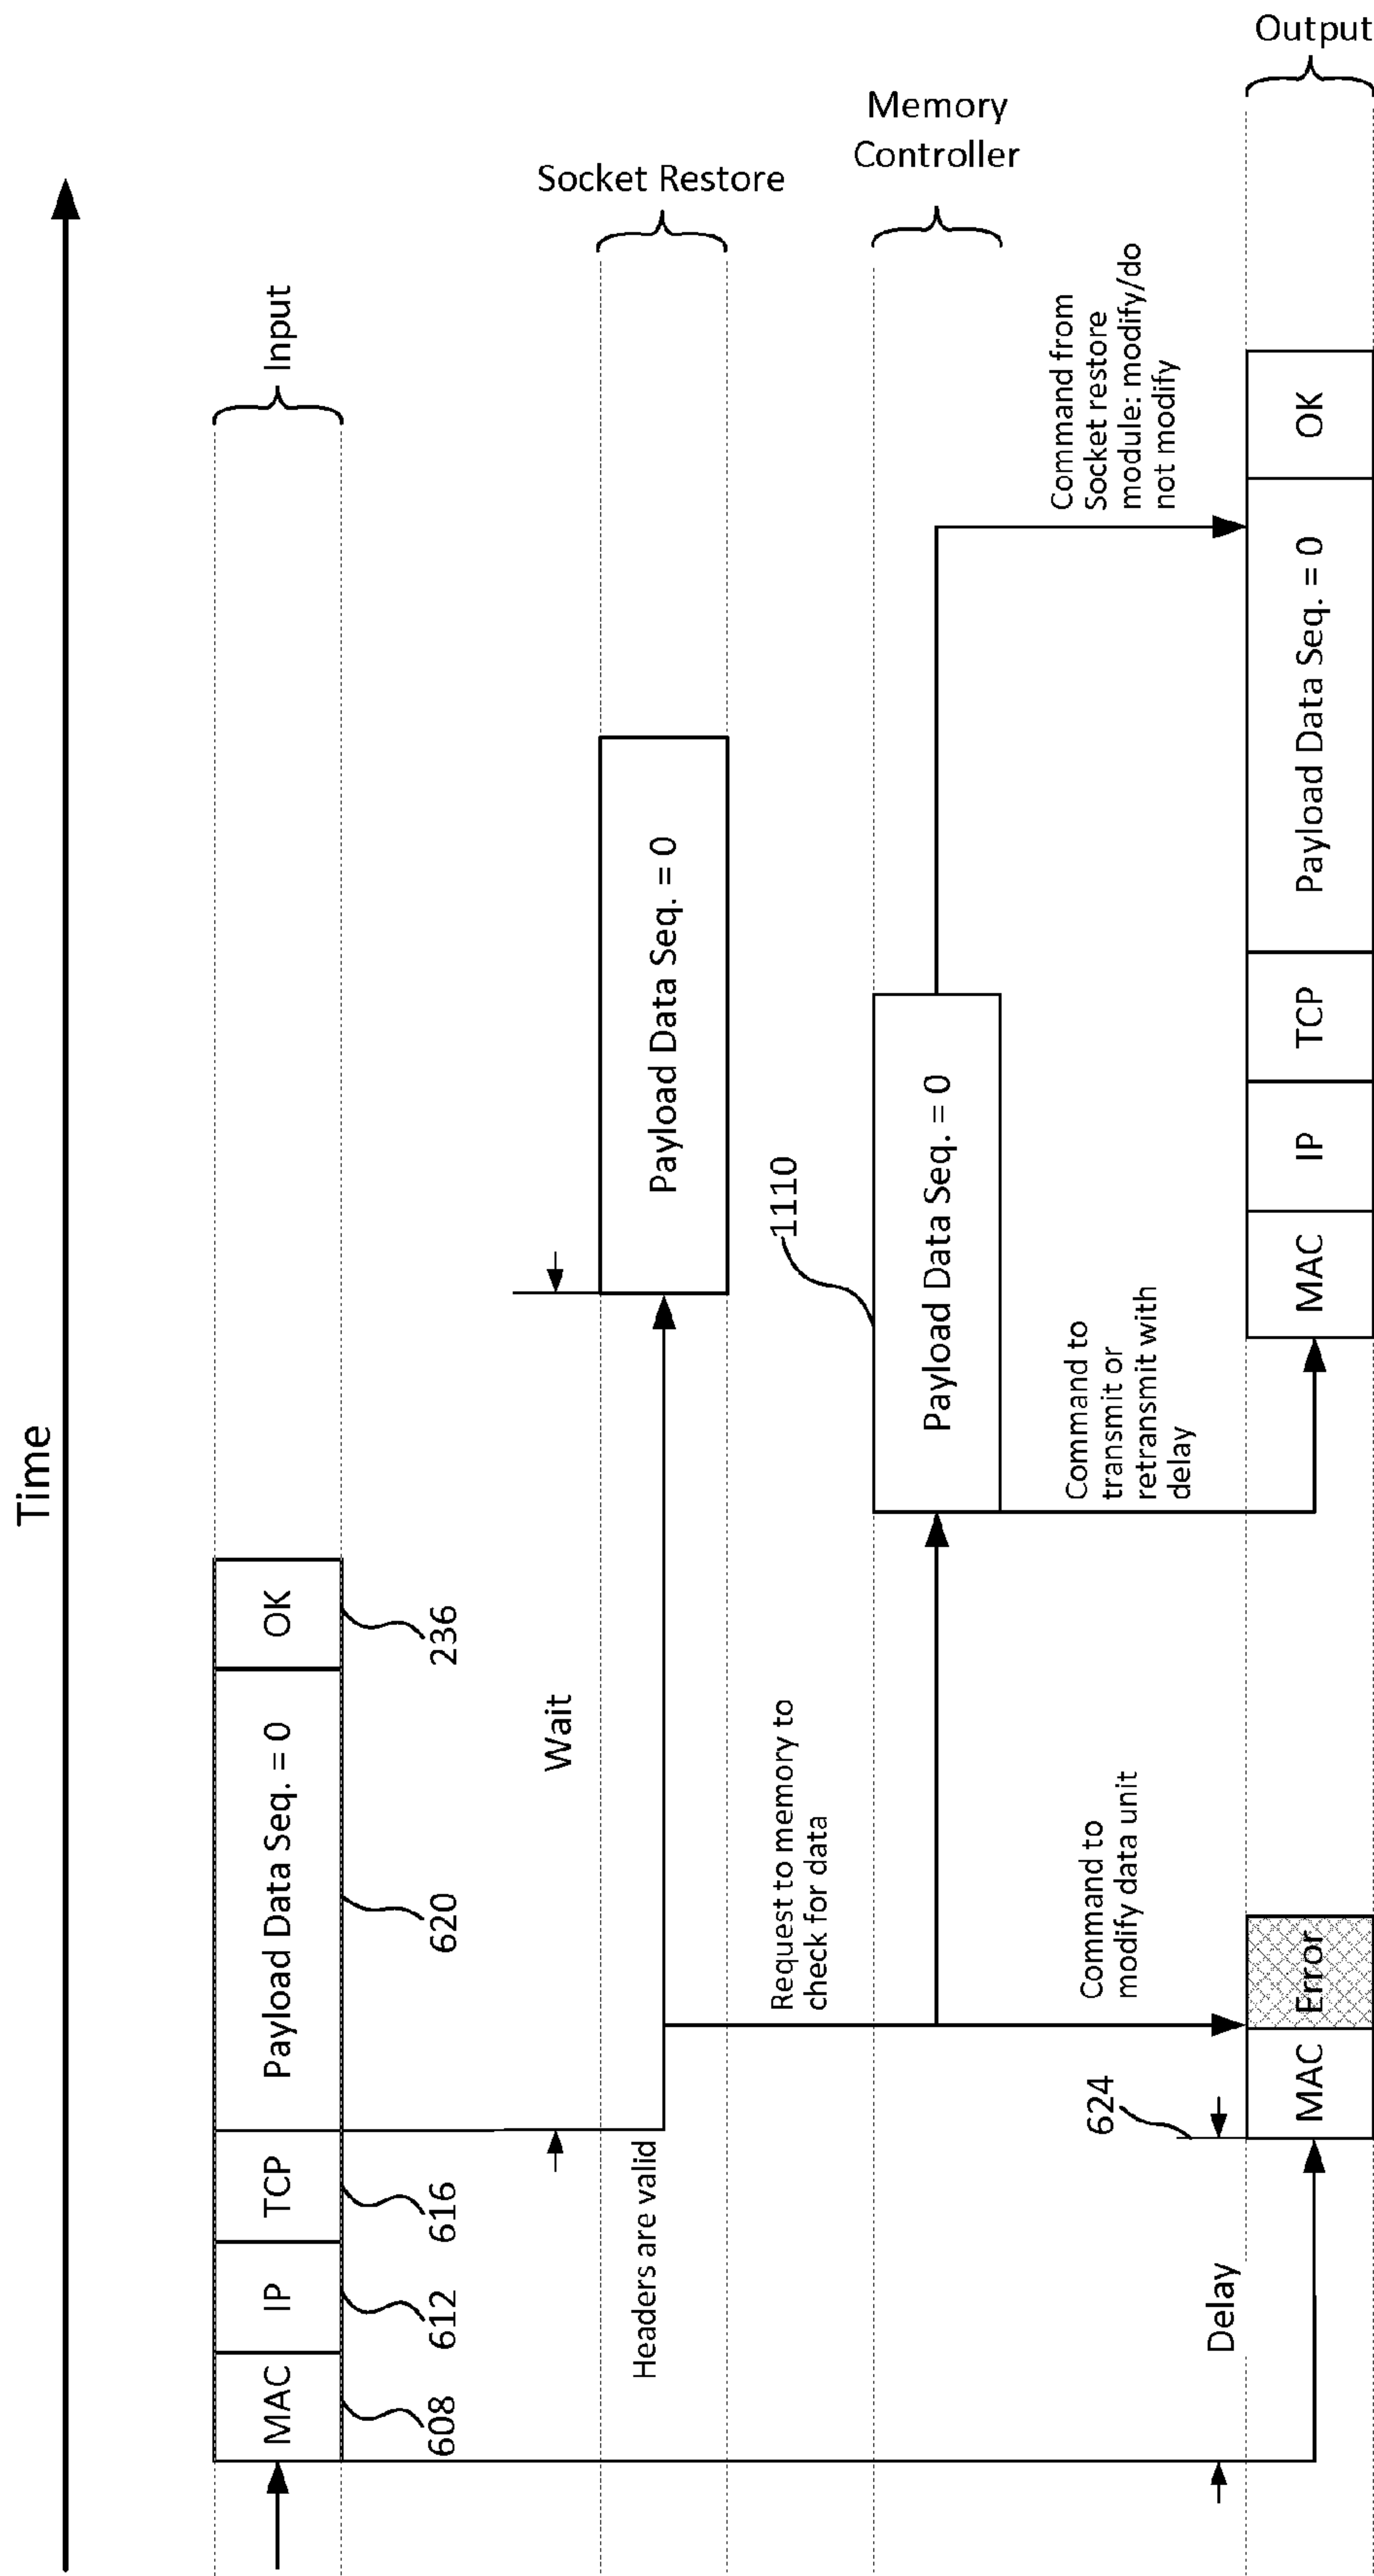 Time
Input
MAC
IP
TCP
Payload Data Seq. = 0
OK
608
612
616
620
236
Socket Restore
Headers are valid
Wait
Payload Data Seq. = 0
Memory
Controller
Request to memory to
check for data
1110
Payload Data Seq. = 0
Output
Delay
624
Command to
modify data unit
Command to
transmit or
retransmit with
delay
Command from
Socket restore
module: modify/do
not modify
MAC
Error
MAC
IP
TCP
Payload Data Seq. = 0
OK